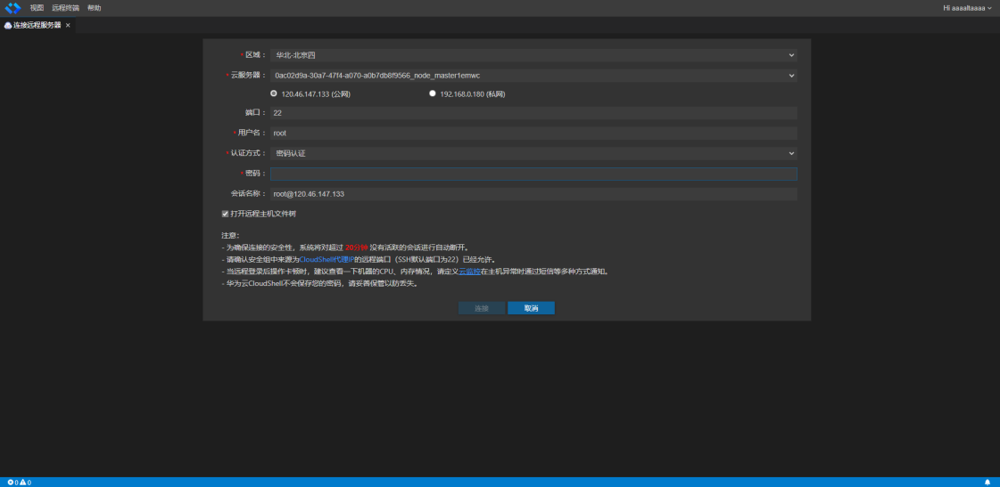 视图 远程终端 帮助 Hi aaaaltaaaa
连接远程服务器 ×
* 区域： 华北-北京四
* 云服务器： 0ac02d9a-30a7-47f4-a070-a0b7db8f9566_node_master1emwc
120.46.147.133 (公网) 192.168.0.180 (私网)
端口： 22
* 用户名： root
* 认证方式： 密码认证
* 密码：
会话名称： root@120.46.147.133
打开远程主机文件树
注意：
- 为确保连接的安全性，系统将对超过 20分钟 没有活跃的会话进行自动断开。
- 请确认安全组中来源为CloudShell代理IP的远程端口（SSH默认端口为22）已经允许。
- 当远程登录后操作卡顿时，建议查看一下机器的CPU、内存情况，请定义云监控在主机异常时通过短信等多种方式通知。
- 华为云CloudShell不会保存您的密码，请妥善保管以防丢失。
连接 取消
0 0